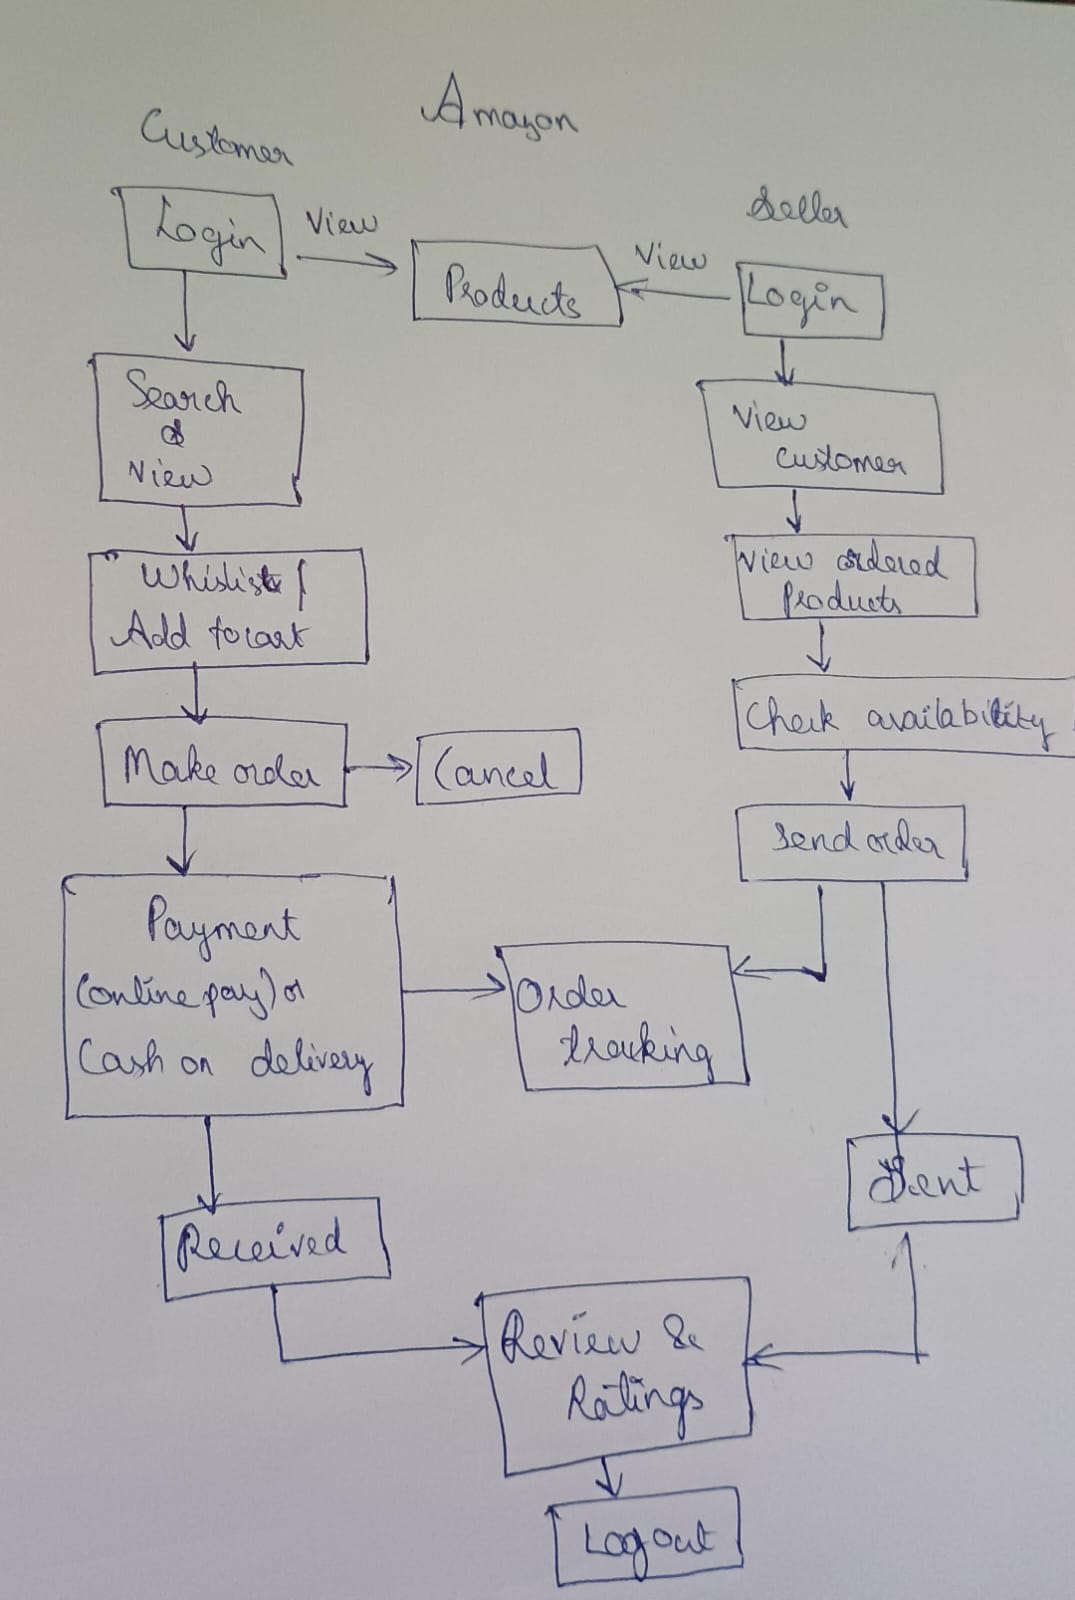 Amazon
Customer
Seller
Login
View
Products
View
Login
Search
&
View
View
customer
Whislist /
Add to cart
View ordered
Products
Make order
Cancel
Check availability
Send order
Payment
(online pay) or
Cash on delivery
Order
tracking
Received
Sent
Review &
Ratings
Logout